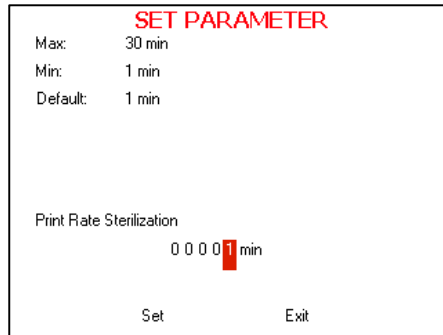 SET PARAMETER
Max: 30 min
Min: 1 min
Default: 1 min
Print Rate Sterilization
0 0 0 0 1 min
Set Exit